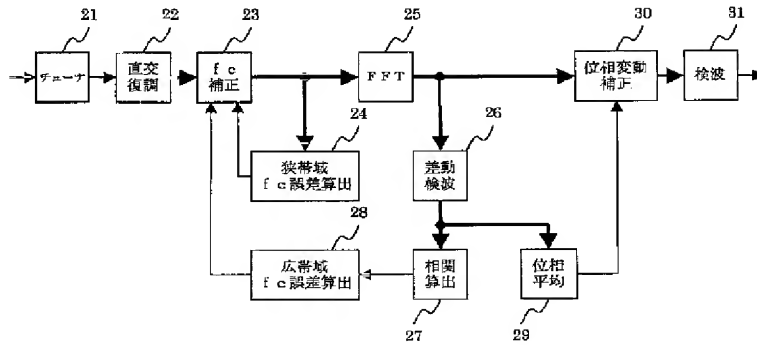 21
22
23
25
30
31
チューナ
直交
復調
ｆｃ
補正
ＦＦＴ
位相変動
補正
検波
24
26
狭帯域
ｆｃ誤差算出
差動
検波
28
広帯域
ｆｃ誤差算出
相関
算出
位相
平均
27
29